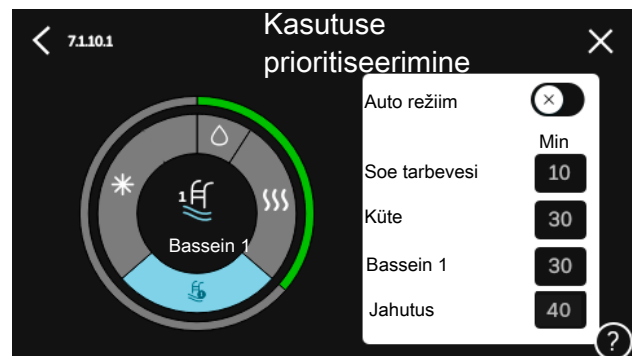 7.1.10.1
Kasutuse
prioritiseerimine
Auto režiim
Min
Soe tarbevesi
10
Küte
30
Bassein 1
30
Jahutus
40
1
Bassein 1
1
?